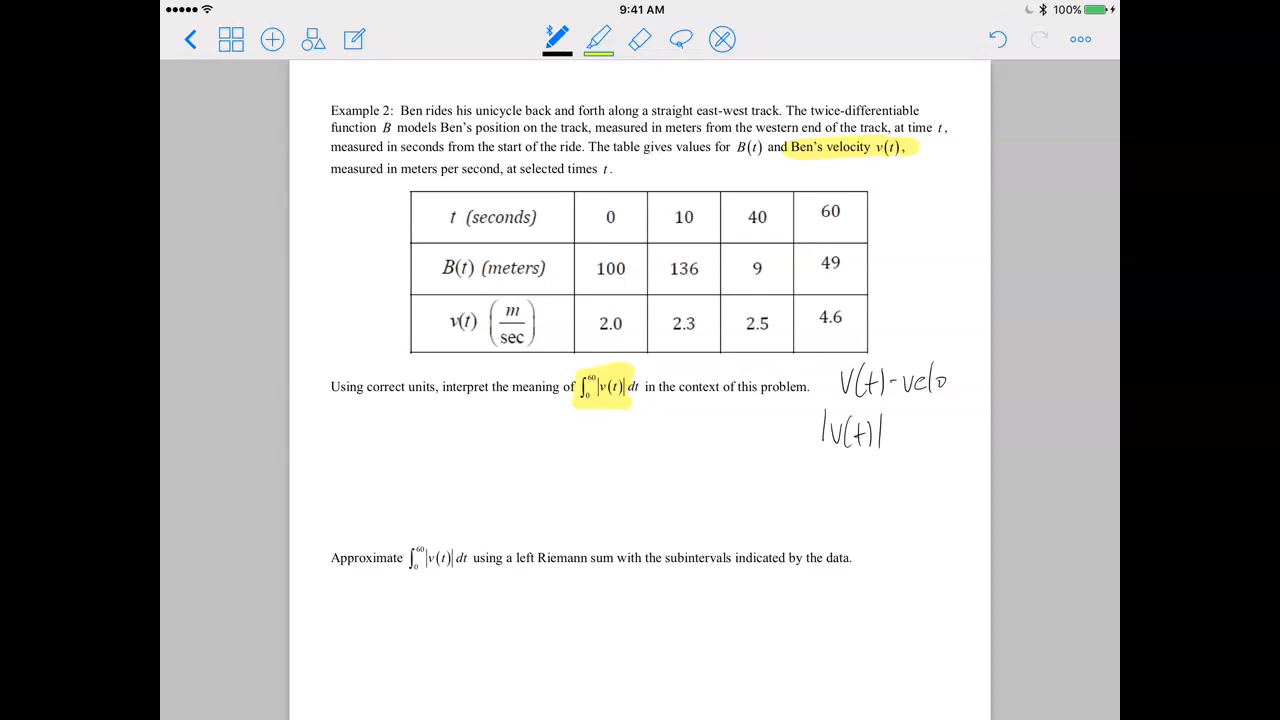 9:41 AM
100%
Example 2: Ben rides his unicycle back and forth along a straight east-west track. The twice-differentiable
function B models Ben's position on the track, measured in meters from the western end of the track, at time t,
measured in seconds from the start of the ride. The table gives values for B(t) and Ben's velocity v(t),
measured in meters per second, at selected times t.
t (seconds) 0 10 40 60
B(t) (meters) 100 136 9 49
v(t) (m/sec) 2.0 2.3 2.5 4.6
Using correct units, interpret the meaning of ∫₀⁶⁰|v(t)| dt in the context of this problem.
v(t) - velo
|v(t)|
Approximate ∫₀⁶⁰|v(t)| dt using a left Riemann sum with the subintervals indicated by the data.